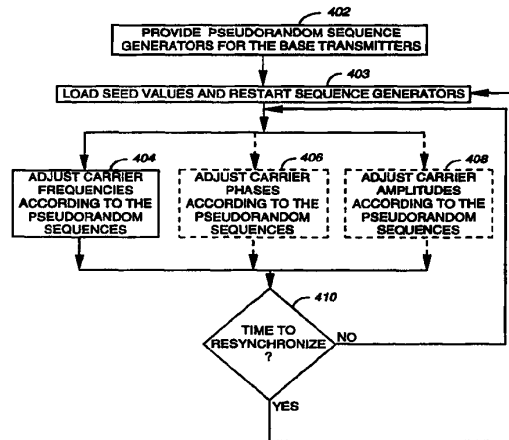 402
PROVIDE PSEUDORANDOM SEQUENCE
GENERATORS FOR THE BASE TRANSMITTERS
403
LOAD SEED VALUES AND RESTART SEQUENCE GENERATORS
404
ADJUST CARRIER
FREQUENCIES
ACCORDING TO THE
PSEUDORANDOM
SEQUENCES
406
ADJUST CARRIER
PHASES
ACCORDING TO THE
PSEUDORANDOM
SEQUENCES
408
ADJUST CARRIER
AMPLITUDES
ACCORDING TO THE
PSEUDORANDOM
SEQUENCES
410
TIME TO
RESYNCHRONIZE
?
NO
YES